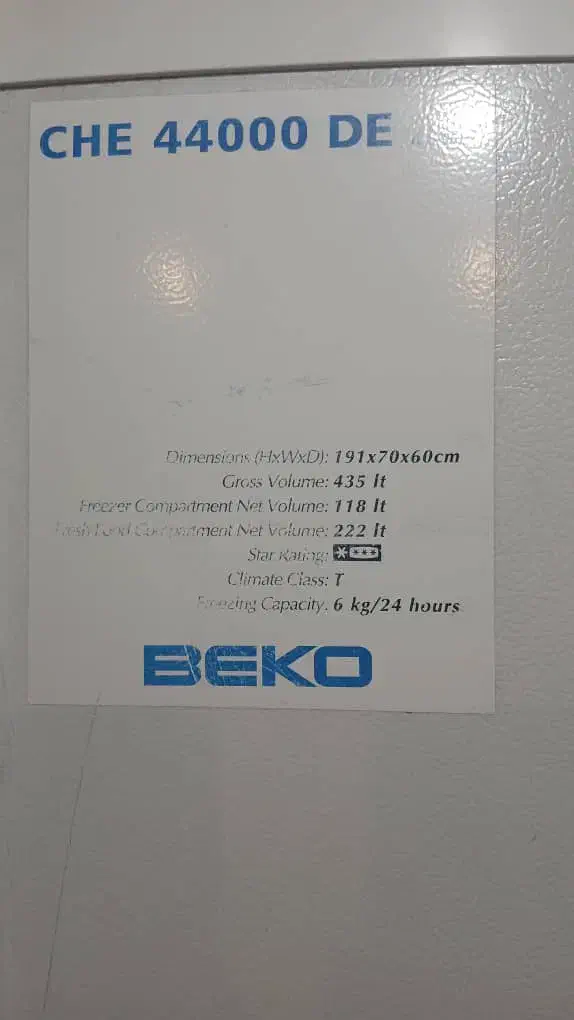 CHE 44000 DE
Dimensions (HxWxD): 191x70x60cm
Gross Volume: 435 lt
Freezer Compartment Net Volume: 118 lt
Fresh Food Compartment Net Volume: 222 lt
Star Rating:
Climate Class: T
Freezing Capacity: 6 kg/24 hours
BEKO